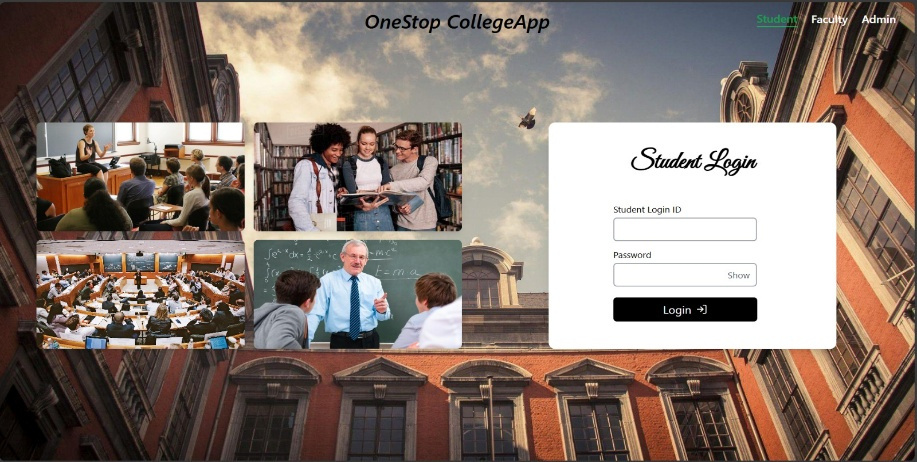 OneStop CollegeApp
Student Faculty Admin
Student Login
Student Login ID
Password
Show
Login